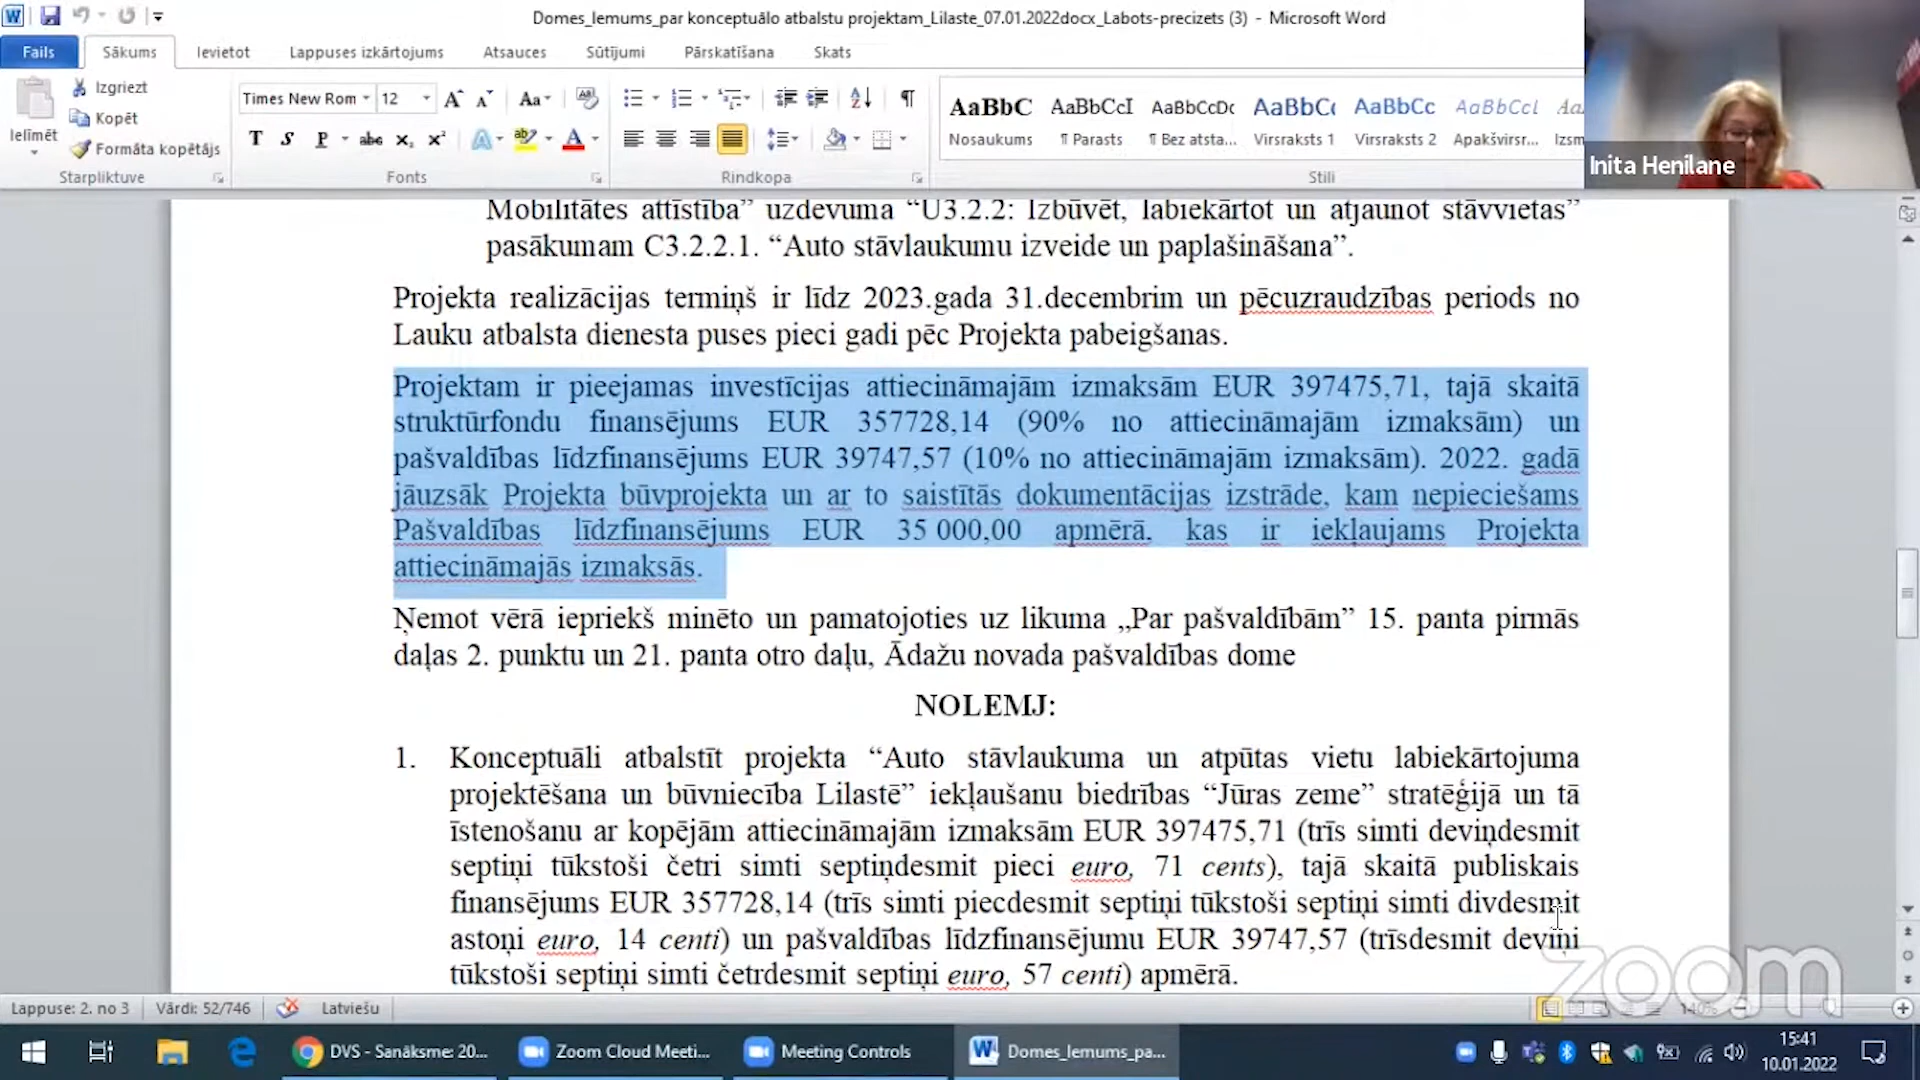 Domes_lemums_par konceptuālo atbalstu projektam_Lilaste_07.01.2022docx_Labots-precizets (3) - Microsoft Word
Fails Sākums Ievietot Lappuses izkārtojums Atsauces Sūtījumi Pārskatīšana Skats
Ielīmēt
Izgriezt
Kopēt
Formāta kopētājs
Starpliktuve
Times New Rom 12
Fonts
Rindkopa
AaBbC AaBbCcI AaBbCcDc AaBbC AaBbCc AaBbCcL Aa
Nosaukums ¶ Parasts ¶ Bez atsta... Virsraksts 1 Virsraksts 2 Apakšvirsr... Izsm
Stili
Inita Henilane
Mobilitātes attīstība” uzdevuma “U3.2.2: Izbūvēt, labiekārtot un atjaunot stāvvietas”
pasākumam C3.2.2.1. “Auto stāvlaukumu izveide un paplašināšana”.
Projekta realizācijas termiņš ir līdz 2023.gada 31.decembrim un pēcuzraudzības periods no
Lauku atbalsta dienesta puses pieci gadi pēc Projekta pabeigšanas.
Projektam ir pieejamas investīcijas attiecināmajām izmaksām EUR 397475,71, tajā skaitā
struktūrfondu finansējums EUR 357728,14 (90% no attiecināmajām izmaksām) un
pašvaldības līdzfinansējums EUR 39747,57 (10% no attiecināmajām izmaksām). 2022. gadā
jāuzsāk Projekta būvprojekta un ar to saistītās dokumentācijas izstrāde, kam nepieciešams
Pašvaldības līdzfinansējums EUR 35 000,00 apmērā, kas ir iekļaujams Projekta
attiecināmajās izmaksās.
Ņemot vērā iepriekš minēto un pamatojoties uz likuma „Par pašvaldībām” 15. panta pirmās
daļas 2. punktu un 21. panta otro daļu, Ādažu novada pašvaldības dome
NOLEMJ:
1. Konceptuāli atbalstīt projekta “Auto stāvlaukuma un atpūtas vietu labiekārtojuma
projektēšana un būvniecība Lilastē” iekļaušanu biedrības “Jūras zeme” stratēģijā un tā
īstenošanu ar kopējām attiecināmajām izmaksām EUR 397475,71 (trīs simti deviņdesmit
septiņi tūkstoši četri simti septiņdesmit pieci euro, 71 cents), tajā skaitā publiskais
finansējums EUR 357728,14 (trīs simti piecdesmit septiņi tūkstoši septiņi simti divdesmit
astoņi euro, 14 centi) un pašvaldības līdzfinansējumu EUR 39747,57 (trīsdesmit deviņi
tūkstoši septiņi simti četrdesmit septiņi euro, 57 centi) apmērā.
zoom
Lappuse: 2. no 3 Vārdi: 52/746 Latviešu 140%
DVS - Sanāksme: 20... Zoom Cloud Meeti... Meeting Controls Domes_lemums_pa...
15:41
10.01.2022